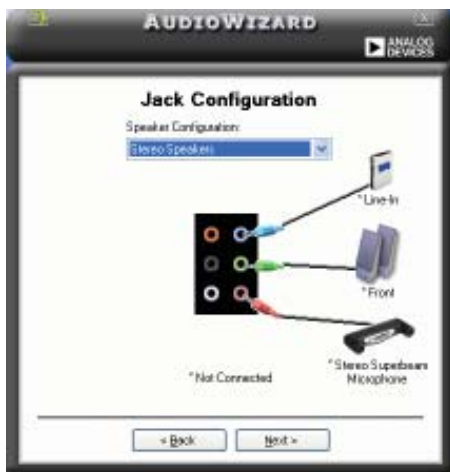 AUDIOWIZARD
ANALOG
DEVICES
Jack Configuration
Speaker Configuration:
Stereo Speakers
*Line-In
*Front
*Stereo Superbeam
Microphone
*Not Connected
< Back
Next >